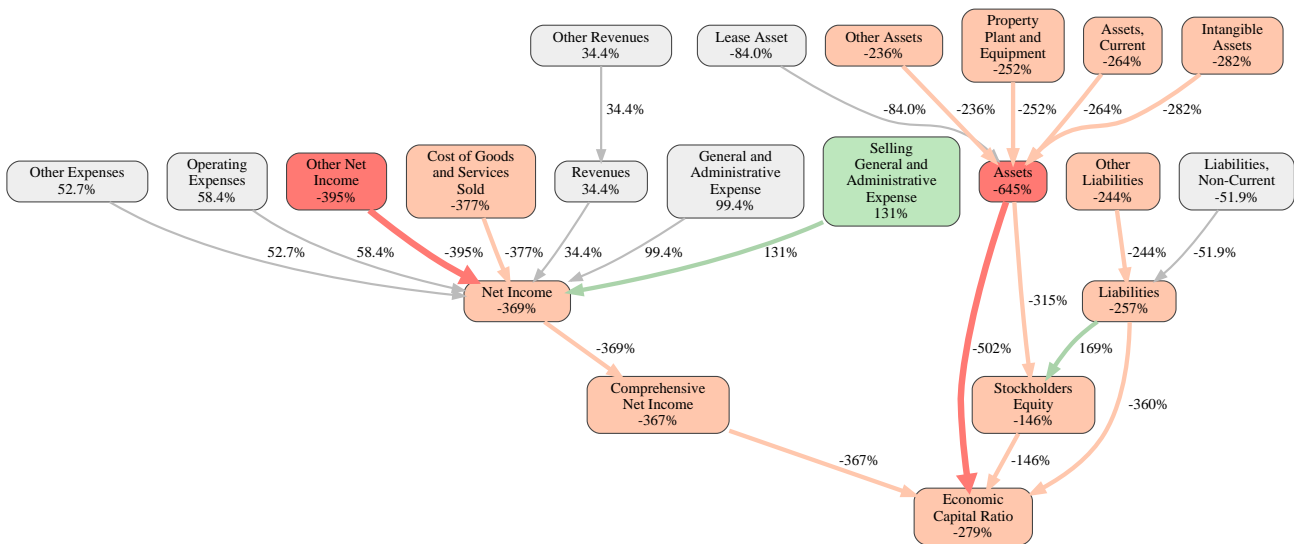 Other Revenues
34.4%
Lease Asset
-84.0%
Other Assets
-236%
Property
Plant and
Equipment
-252%
Assets,
Current
-264%
Intangible
Assets
-282%
34.4%
-84.0%
-236%
-252%
-264%
-282%
Other Expenses
52.7%
Operating
Expenses
58.4%
Other Net
Income
-395%
Cost of Goods
and Services
Sold
-377%
Revenues
34.4%
General and
Administrative
Expense
99.4%
Selling
General and
Administrative
Expense
131%
Assets
-645%
Other
Liabilities
-244%
Liabilities,
Non-Current
-51.9%
52.7%
58.4%
-395%
-377%
34.4%
99.4%
131%
-244%
-51.9%
Net Income
-369%
-315%
Liabilities
-257%
-369%
-502%
169%
Comprehensive
Net Income
-367%
Stockholders
Equity
-146%
-360%
-367%
-146%
Economic
Capital Ratio
-279%